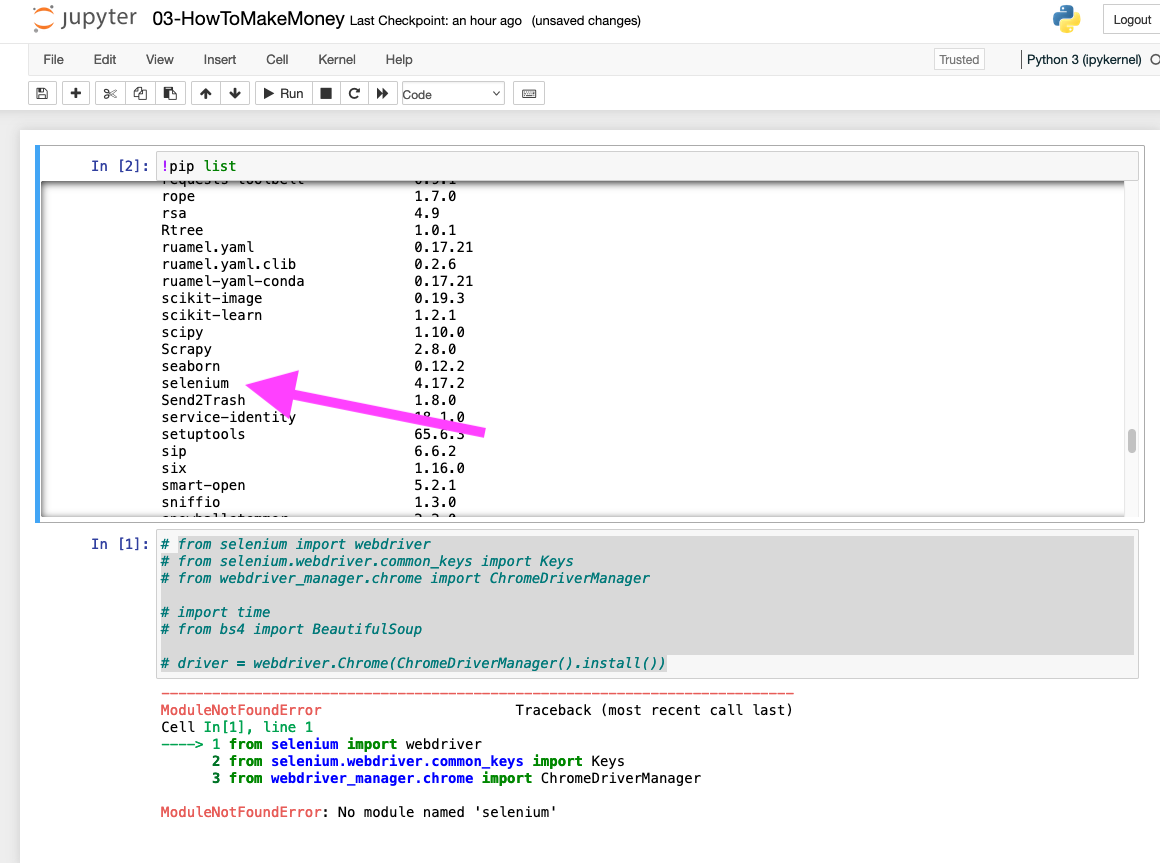 jupyter 03-HowToMakeMoney Last Checkpoint: an hour ago (unsaved changes) Logout
File Edit View Insert Cell Kernel Help Trusted Python 3 (ipykernel)
Run Code
In [2]: !pip list
requests-toolbelt 0.9.1
rope 1.7.0
rsa 4.9
Rtree 1.0.1
ruamel.yaml 0.17.21
ruamel.yaml.clib 0.2.6
ruamel-yaml-conda 0.17.21
scikit-image 0.19.3
scikit-learn 1.2.1
scipy 1.10.0
Scrapy 2.8.0
seaborn 0.12.2
selenium 4.17.2
Send2Trash 1.8.0
service-identity 18.1.0
setuptools 65.6.3
sip 6.6.2
six 1.16.0
smart-open 5.2.1
sniffio 1.3.0
In [1]: # from selenium import webdriver
# from selenium.webdriver.common_keys import Keys
# from webdriver_manager.chrome import ChromeDriverManager
# import time
# from bs4 import BeautifulSoup
# driver = webdriver.Chrome(ChromeDriverManager().install())
---------------------------------------------------------------------------
ModuleNotFoundError Traceback (most recent call last)
Cell In[1], line 1
----> 1 from selenium import webdriver
2 from selenium.webdriver.common_keys import Keys
3 from webdriver_manager.chrome import ChromeDriverManager
ModuleNotFoundError: No module named 'selenium'